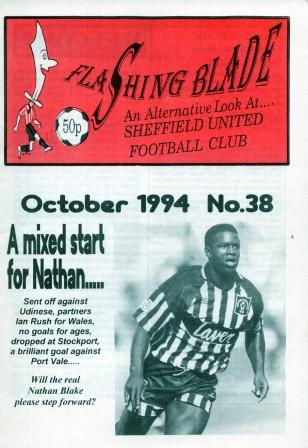 FLASHING BLADE
An Alternative Look At....
SHEFFIELD UNITED
FOOTBALL CLUB
50p
October 1994 No.38
A mixed start
for Nathan.....
Sent off against
Udinese, partners
Ian Rush for Wales,
no goals for ages,
dropped at Stockport,
a brilliant goal against
Port Vale.....
Will the real
Nathan Blake
please step forward?
Laver